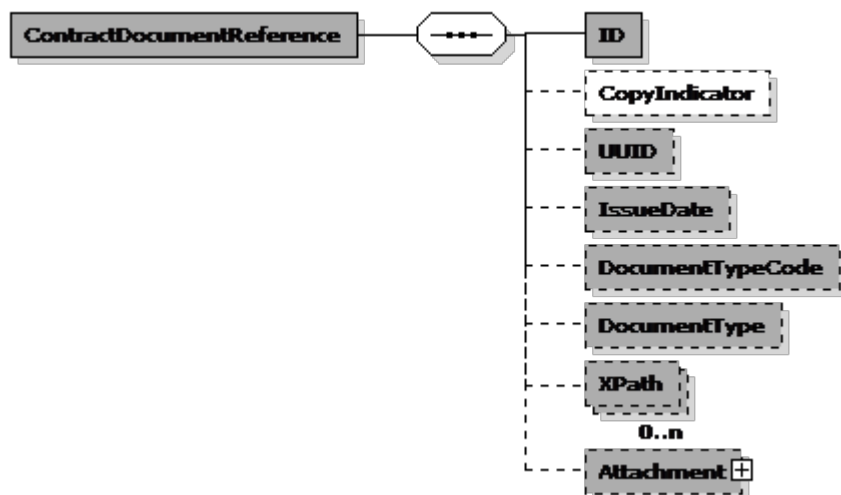 ContractDocumentReference
ID
CopyIndicator
UUID
IssueDate
DocumentTypeCode
DocumentType
XPath
0..n
Attachment